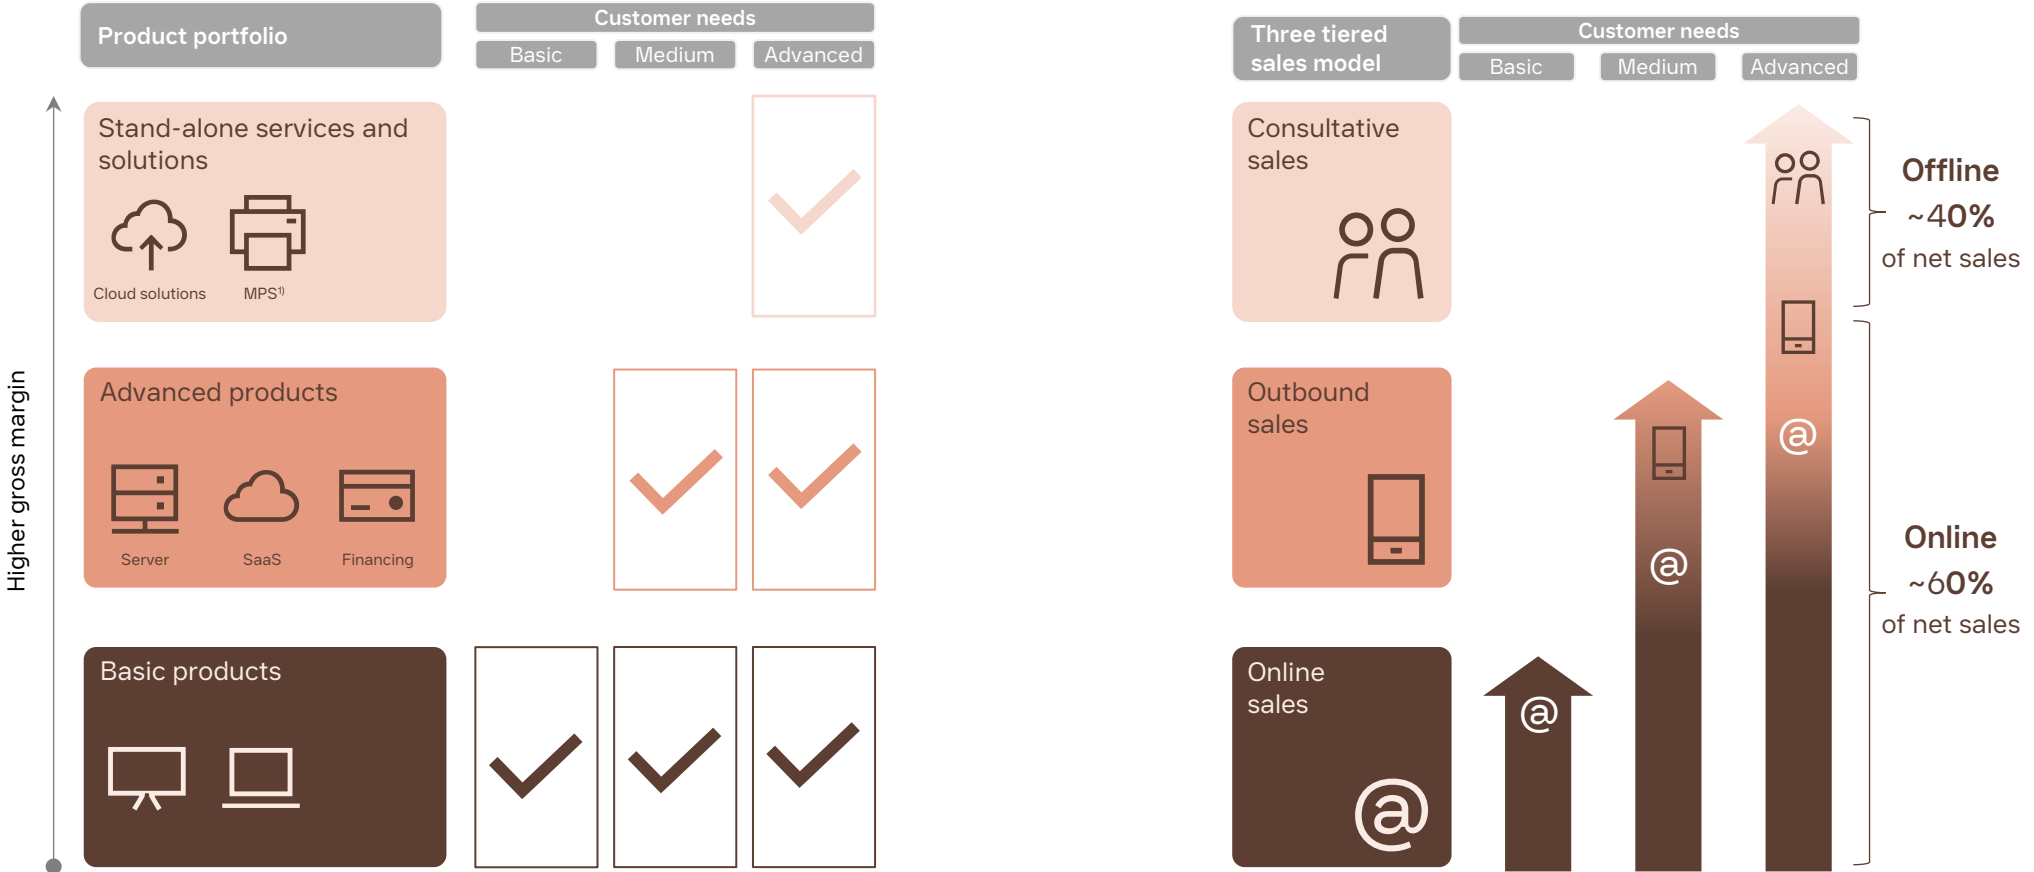 Product portfolio
Customer needs
Basic
Medium
Advanced
Higher gross margin
Stand-alone services and
solutions
Cloud solutions
MPS¹⁾
Advanced products
Server
SaaS
Financing
Basic products
Three tiered
sales model
Customer needs
Basic
Medium
Advanced
Consultative
sales
Outbound
sales
Online
sales
@
@
@
@
Offline
~40%
of net sales
Online
~60%
of net sales